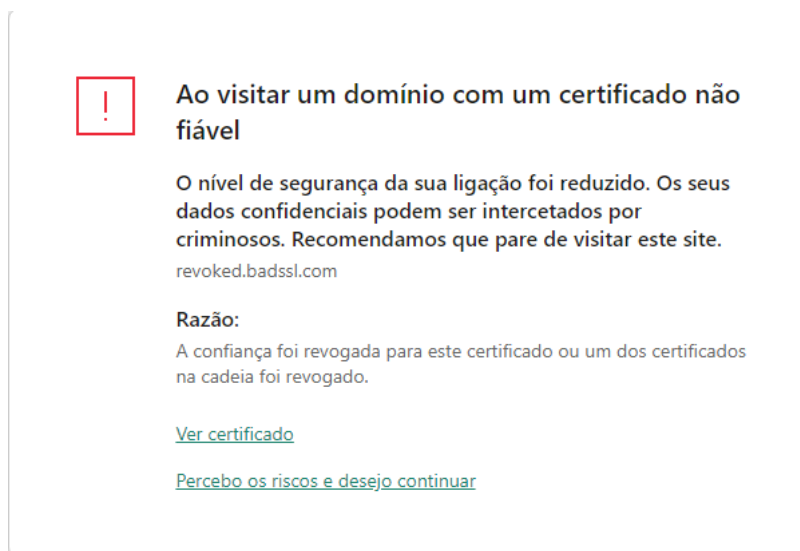 Ao visitar um domínio com um certificado não
fiável
O nível de segurança da sua ligação foi reduzido. Os seus
dados confidenciais podem ser intercetados por
criminosos. Recomendamos que pare de visitar este site.
revoked.badssl.com
Razão:
A confiança foi revogada para este certificado ou um dos certificados
na cadeia foi revogado.
Ver certificado
Percebo os riscos e desejo continuar